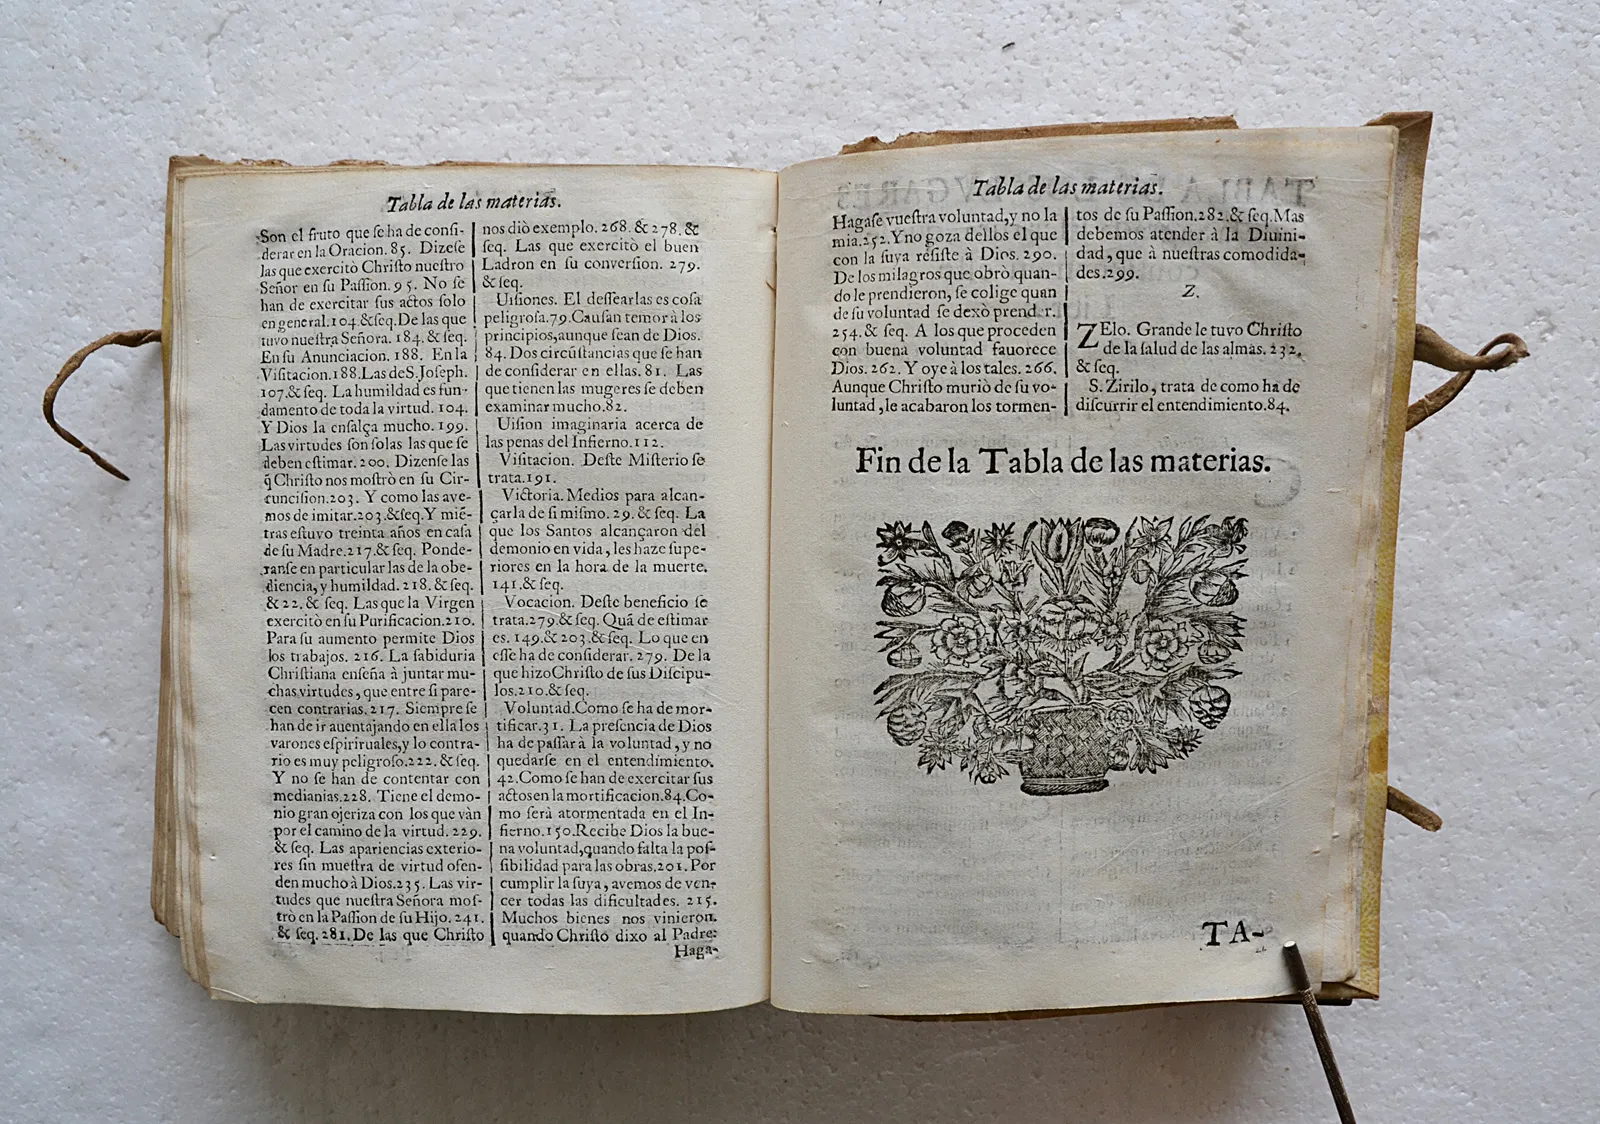 Tabla de las materias.
Son el fruto que se ha de consi-
derar en la Oracion. 85. Dizese
las que exercitò Christo nuestro
Señor en su Passion. 95. No se
han de exercitar sus actos solo
en general. 104. &seq. De las que
tuvo nuestra Señora. 184. & seq.
En su Anunciacion. 188. En la
Visitacion. 188. Las de S. Joseph.
107. &seq. La humildad es fun-
damento de toda la virtud. 104.
Y Dios la ensalça mucho. 199.
Las virtudes son solas las que se
deben estimar. 200. Dizense las
q̃ Christo nos mostrò en su Cir-
cuncision. 203. Y como las ave-
mos de imitar. 203. &seq. Y mié-
tras estuvo treinta años en casa
de su Madre. 217. & seq. Ponde-
ranse en particular las de la obe-
diencia, y humildad. 218. & seq.
& 22. & seq. Las que la Virgen
exercitò en su Purificacion. 210.
Para su aumento permite Dios
los trabajos. 216. La sabiduria
Christiana enseña à juntar mu-
chas virtudes, que entre si pare-
cen contrarias. 217. Siempre se
han de ir auentajando en ella los
varones espiriruales, y lo contra-
rio es muy peligroso. 222. & seq.
Y no se han de contentar con
medianias. 228. Tiene el demo-
nio gran ojeriza con los que vàn
por el camino de la virtud. 229.
& seq. Las apariencias exterio-
res sin muestra de virtud ofen-
den mucho à Dios. 235. Las vir-
tudes que nuestra Señora mos-
trò en la Passion de su Hijo. 241.
& seq. 281. De las que Christo
nos diò exemplo. 268. & 278. &
seq. Las que exercitò el buen
Ladron en su conversion. 279.
& seq.
Uisiones. El dessearlas es cosa
peligrosa. 79. Causan temor à los
principios, aunque sean de Dios.
84. Dos circũstancias que se han
de considerar en ellas. 81. Las
que tienen las mugeres se deben
examinar mucho. 82.
Uision imaginaria acerca de
las penas del Infierno. 112.
Visitacion. Deste Misterio se
trata. 191.
Victoria. Medios para alcan-
çarla de si mismo. 29. & seq. La
que los Santos alcançaron del
demonio en vida, les haze supe-
riores en la hora de la muerte.
141. & seq.
Vocacion. Deste beneficio se
trata. 279. & seq. Quã de estimar
es. 149. & 203. & seq. Lo que en
esse ha de considerar. 279. De la
que hizo Christo de sus Discipu-
los. 210. & seq.
Voluntad. Como se ha de mor-
tificar. 31. La presencia de Dios
ha de passar à la voluntad, y no
quedarse en el entendimiento.
42. Como se han de exercitar sus
actos en la mortificacion. 84. Co-
mo serà atormentada en el In-
fierno. 150. Recibe Dios la bue-
na voluntad, quando falta la pos-
sibilidad para las obras. 201. Por
cumplir la suya, avemos de ven-
cer todas las dificultades. 215.
Muchos bienes nos vinieron
quando Christo dixo al Padre:
Haga-
Tabla de las materias.
Hagase vuestra voluntad, y no la
mia. 252. Y no goza dellos el que
con la suya resiste à Dios. 290.
De los milagros que obrò quan-
do le prendieron, se colige quan
de su voluntad se dexò prender.
254. & seq. A los que proceden
con buena voluntad fauorece
Dios. 262. Y oye à los tales. 266.
Aunque Christo muriò de su vo-
luntad, le acabaron los tormen-
tos de su Passion. 282. & seq. Mas
debemos atender à la Diuini-
dad, que à nuestras comodida-
des. 299.
Z.
ZElo. Grande le tuvo Christo
de la salud de las almas. 232.
& seq.
S. Zirilo, trata de como ha de
discurrir el entendimiento. 84.
Fin de la Tabla de las materias.
TA-